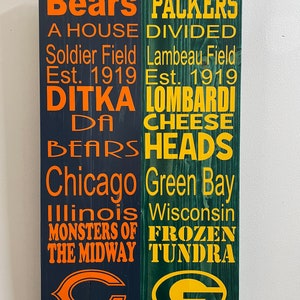 Bears PACKERS
A HOUSE DIVIDED
Soldier Field Lambeau Field
Est. 1919 Est. 1919
DITKA LOMBARDI
DA CHEESE
BEARS HEADS
Chicago Green Bay
Illinois Wisconsin
MONSTERS OF THE MIDWAY FROZEN TUNDRA
C G